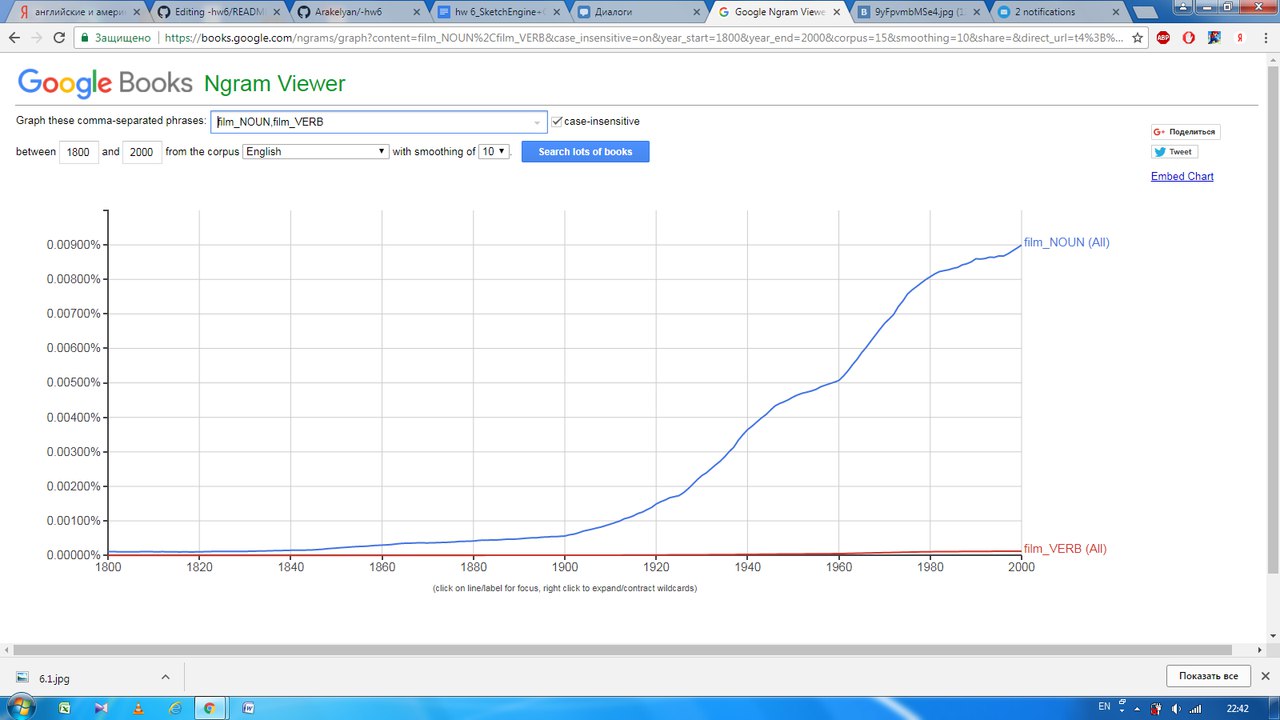 английские и америк
Editing -hw6/READM
Arakelyan/-hw6
hw 6_SketchEngine+
Диалоги
Google Ngram Viewe
9yFpvmbMSe4.jpg (1
2 notifications
Защищено https://books.google.com/ngrams/graph?content=film_NOUN%2Cfilm_VERB&case_insensitive=on&year_start=1800&year_end=2000&corpus=15&smoothing=10&share=&direct_url=t4%3B%...
Google Books Ngram Viewer
Graph these comma-separated phrases: film_NOUN,film_VERB case-insensitive
between 1800 and 2000 from the corpus English with smoothing of 10 . Search lots of books
G+ Поделиться
Tweet
Embed Chart
0.00900%
0.00800%
0.00700%
0.00600%
0.00500%
0.00400%
0.00300%
0.00200%
0.00100%
0.00000%
film_NOUN (All)
film_VERB (All)
1800 1820 1840 1860 1880 1900 1920 1940 1960 1980 2000
(click on line/label for focus, right click to expand/contract wildcards)
6.1.jpg
Показать все
EN 22:42